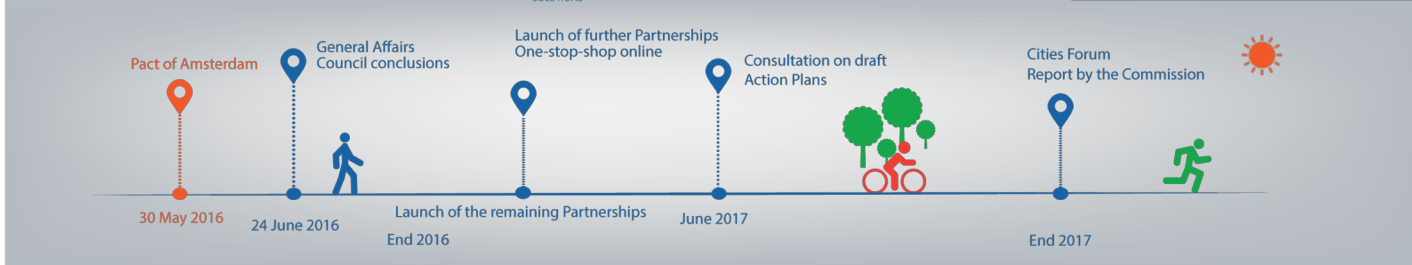 Pact of Amsterdam
30 May 2016
General Affairs
Council conclusions
24 June 2016
Launch of further Partnerships
One-stop-shop online
Launch of the remaining Partnerships
End 2016
Consultation on draft
Action Plans
June 2017
Cities Forum
Report by the Commission
End 2017